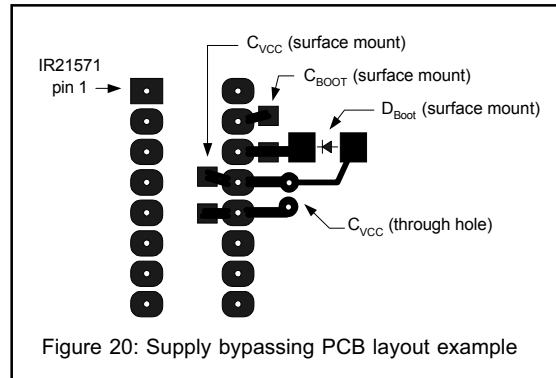 C_VCC (surface mount)
IR21571
pin 1
C_BOOT (surface mount)
D_Boot (surface mount)
C_VCC (through hole)
Figure 20: Supply bypassing PCB layout example